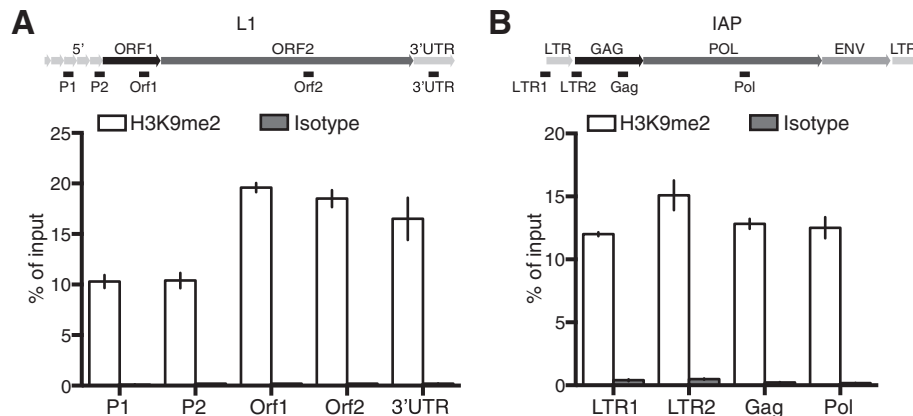 A
L1
5' ORF1 ORF2 3'UTR
P1 P2 Orf1 Orf2 3'UTR
H3K9me2 Isotype
% of input
25
20
15
10
5
0
P1 P2 Orf1 Orf2 3'UTR
B
IAP
LTR GAG POL ENV LTR
LTR1 LTR2 Gag Pol
H3K9me2 Isotype
% of input
20
15
10
5
0
LTR1 LTR2 Gag Pol